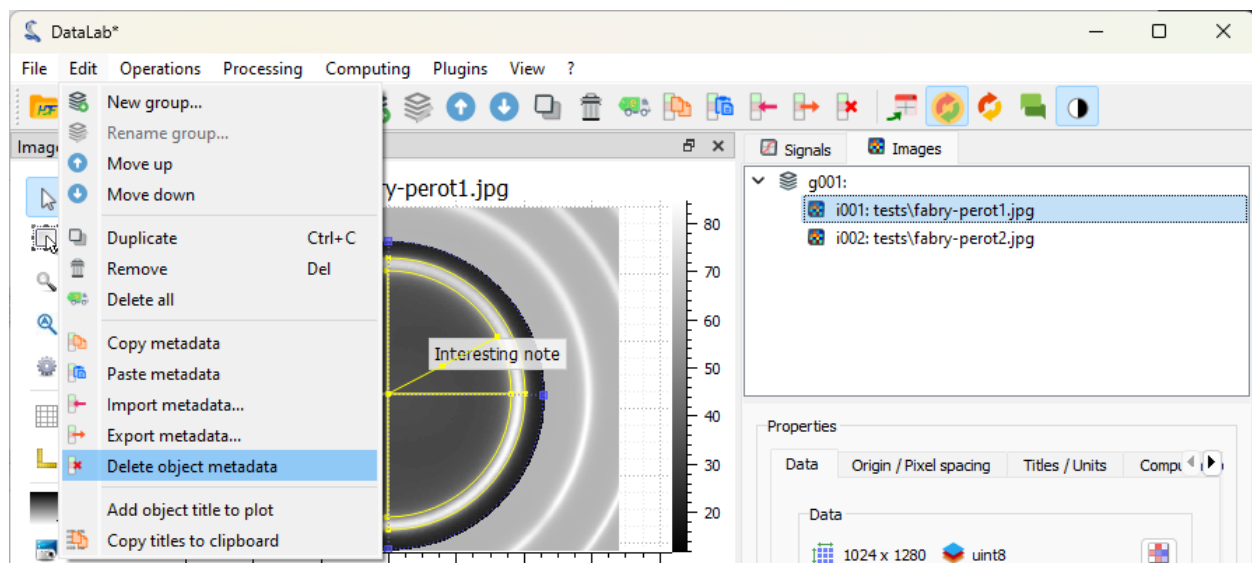 DataLab*
File Edit Operations Processing Computing Plugins View ?
New group...
Rename group...
Move up
Move down
Duplicate Ctrl+C
Remove Del
Delete all
Copy metadata
Paste metadata
Import metadata...
Export metadata...
Delete object metadata
Add object title to plot
Copy titles to clipboard
HDF
Imag
y-perot1.jpg
Interesting note
80
70
60
50
40
30
20
Signals Images
g001:
i001: tests\fabry-perot1.jpg
i002: tests\fabry-perot2.jpg
Properties
Data Origin / Pixel spacing Titles / Units Compu
Data
1024 x 1280 uint8